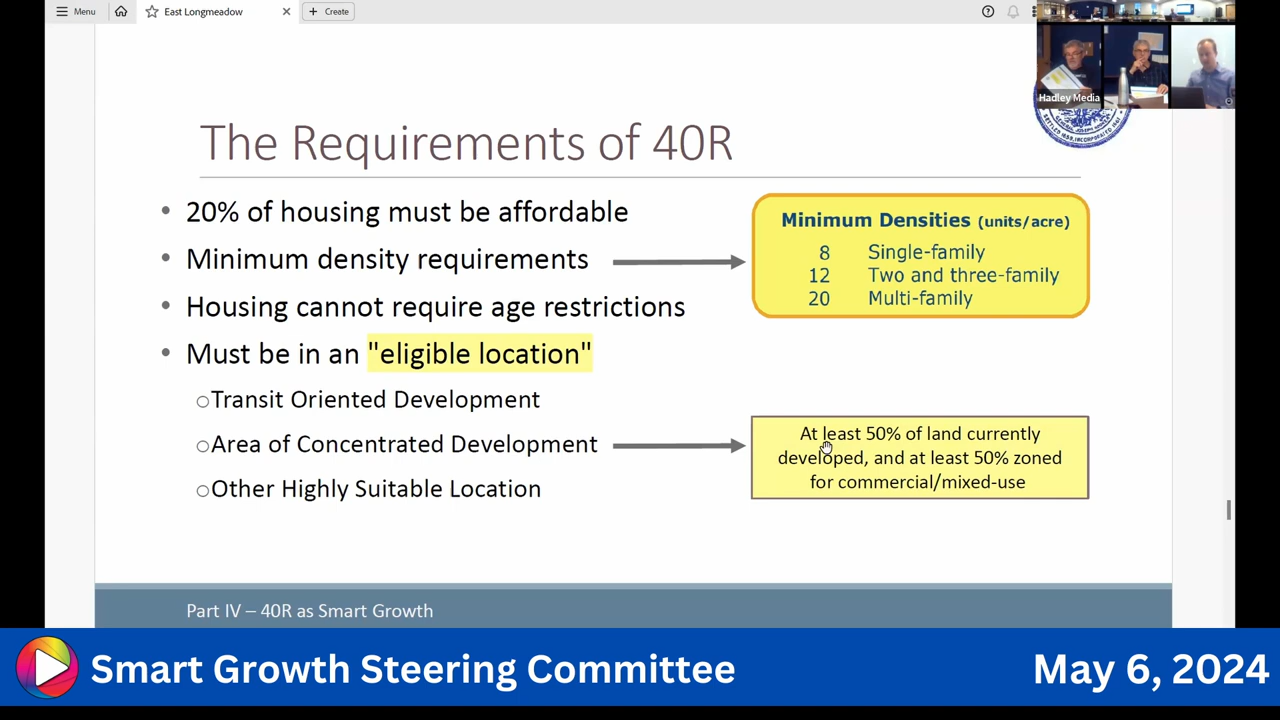 Menu
East Longmeadow
Create
Hadley Media
The Requirements of 40R
• 20% of housing must be affordable
• Minimum density requirements
• Housing cannot require age restrictions
• Must be in an "eligible location"
○Transit Oriented Development
○Area of Concentrated Development
○Other Highly Suitable Location
Minimum Densities (units/acre)
8 Single-family
12 Two and three-family
20 Multi-family
At least 50% of land currently
developed, and at least 50% zoned
for commercial/mixed-use
Part IV – 40R as Smart Growth
Smart Growth Steering Committee
May 6, 2024